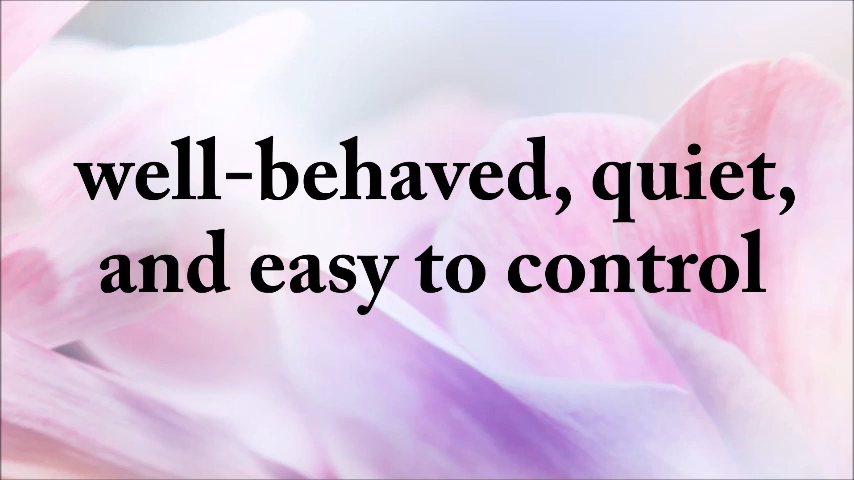 well-behaved, quiet,
and easy to control